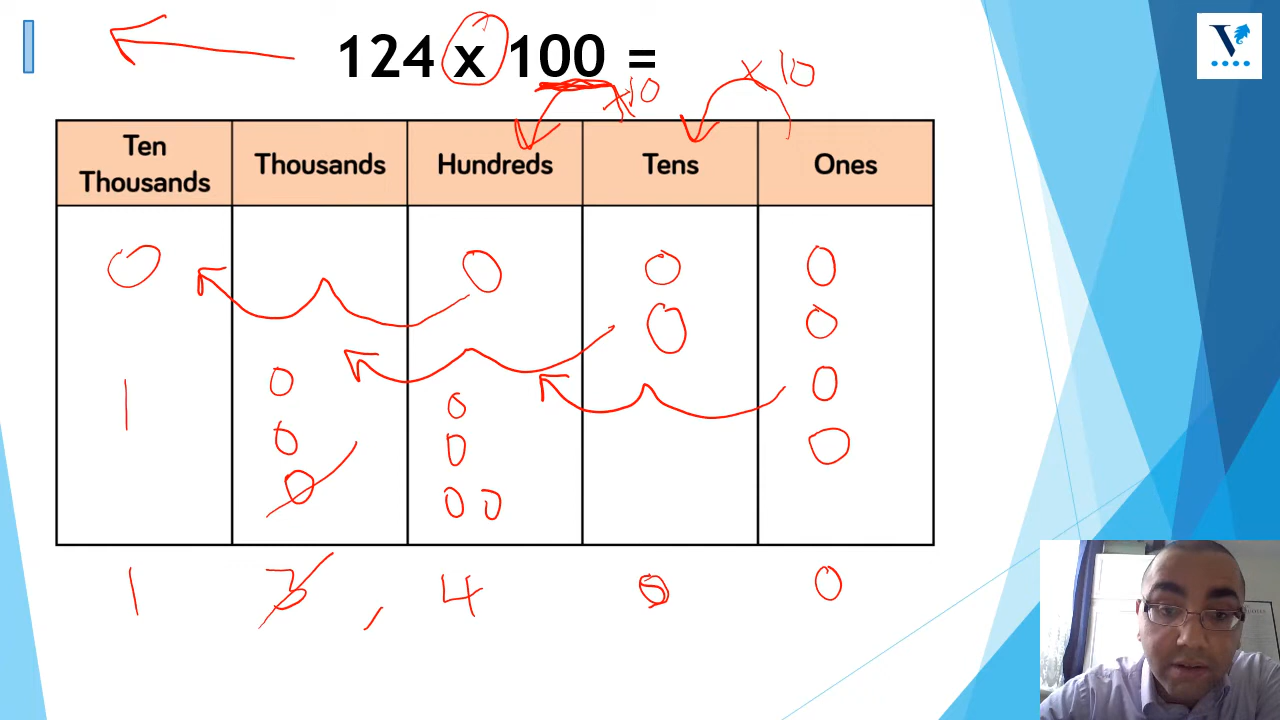 124 x 100 =
x10
x10
Ten Thousands
Thousands
Hundreds
Tens
Ones
0 0 0 0
0 0
0 0 0
1 0 0 0
0 0 0
1 3, 4 0 0
V